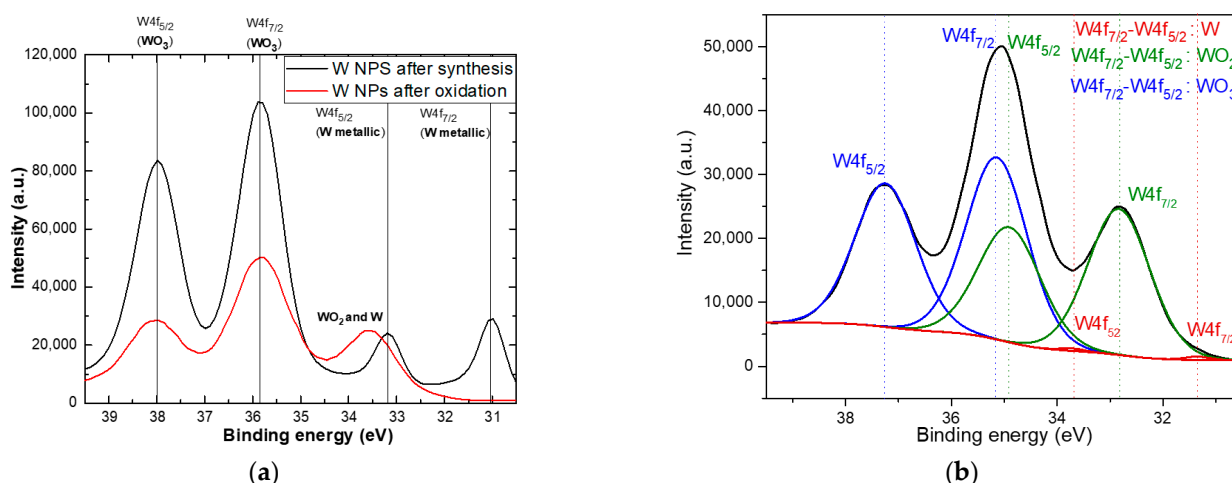 W4f5/2
(WO3)
W4f7/2
(WO3)
120,000
100,000
80,000
60,000
40,000
20,000
0
Intensity (a.u.)
W NPS after synthesis
W NPs after oxidation
W4f5/2
(W metallic)
W4f7/2
(W metallic)
WO2 and W
39 38 37 36 35 34 33 32 31
Binding energy (eV)
(a)
50,000
40,000
30,000
20,000
10,000
0
Intensity (a.u.)
W4f7/2-W4f5/2 : W
W4f7/2-W4f5/2 : WO2
W4f7/2-W4f5/2 : WO3
W4f7/2
W4f5/2
W4f5/2
W4f7/2
W4f52
W4f7/2
38 36 34 32
Binding energy (eV)
(b)